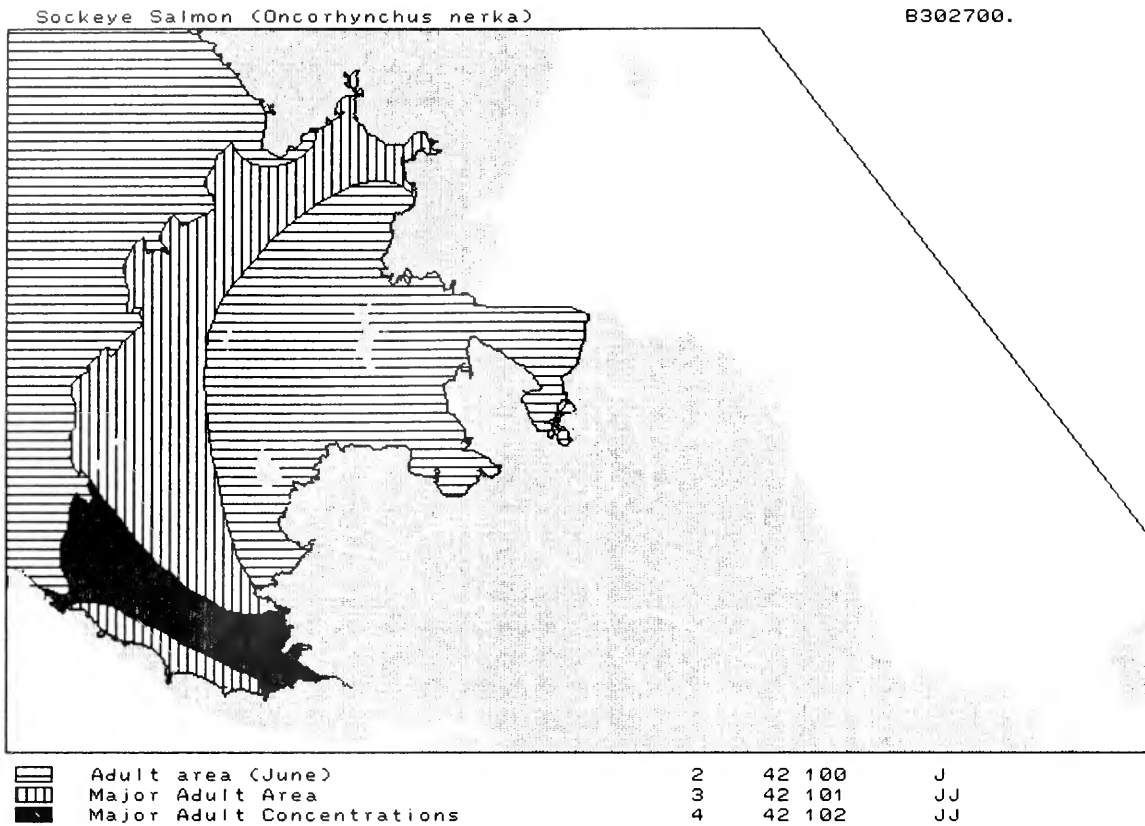 Sockeye Salmon (Oncorhynchus nerka) B302700.
Adult area (June) 2 42 100 J
Major Adult Area 3 42 101 JJ
Major Adult Concentrations 4 42 102 JJ